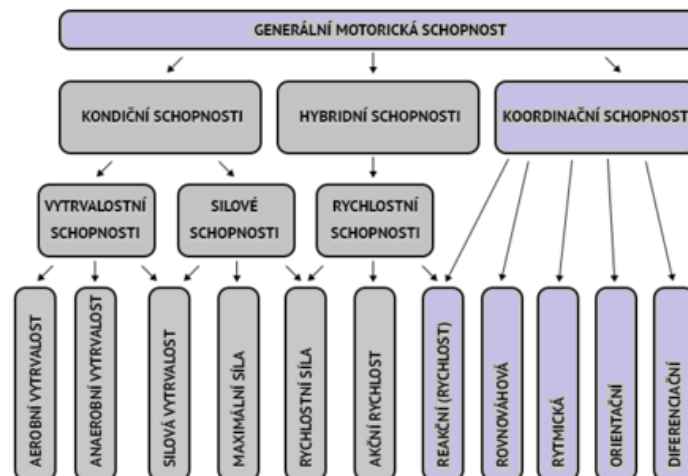 GENERÁLNÍ MOTORICKÁ SCHOPNOST
KONDIČNÍ SCHOPNOSTI
HYBRIDNÍ SCHOPNOSTI
KOORDINAČNÍ SCHOPNOST
VYTRVALOSTNÍ
SCHOPNOSTI
SILOVÉ
SCHOPNOSTI
RYCHLOSTNÍ
SCHOPNOSTI
AEROBNÍ VYTRVALOST
ANAEROBNÍ VYTRVALOST
SILOVÁ VYTRVALOST
MAXIMÁLNÍ SÍLA
RYCHLOSTNÍ SÍLA
AKČNÍ RYCHLOST
REAKČNÍ (RYCHLOST)
ROVNOVÁHOVÁ
RYTMICKÁ
ORIENTAČNÍ
DIFERENCIAČNÍ